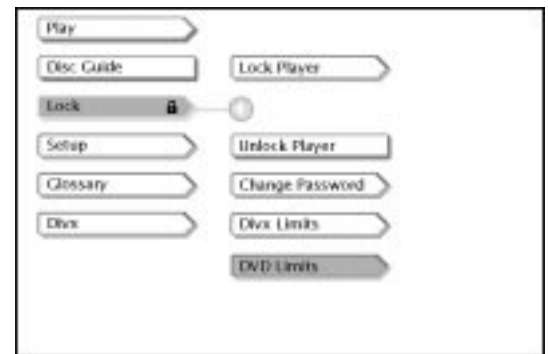 Play
Disc Guide
Lock
Setup
Glossary
Divx
Lock Player
Unlock Player
Change Password
Divx Limits
DVD Limits